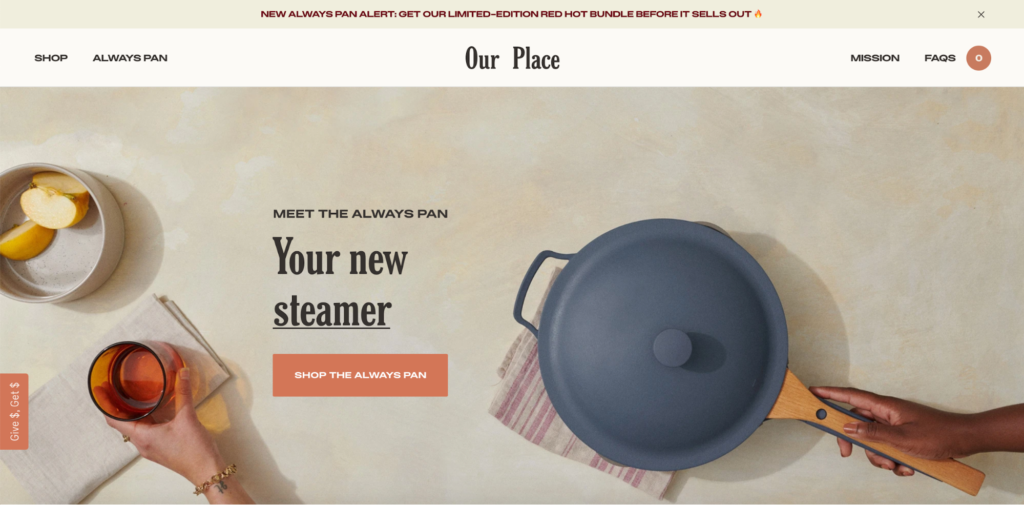 NEW ALWAYS PAN ALERT: GET OUR LIMITED-EDITION RED HOT BUNDLE BEFORE IT SELLS OUT 🔥
SHOP
ALWAYS PAN
Our Place
MISSION
FAQS
0
MEET THE ALWAYS PAN
Your new
steamer
SHOP THE ALWAYS PAN
Give $, Get $